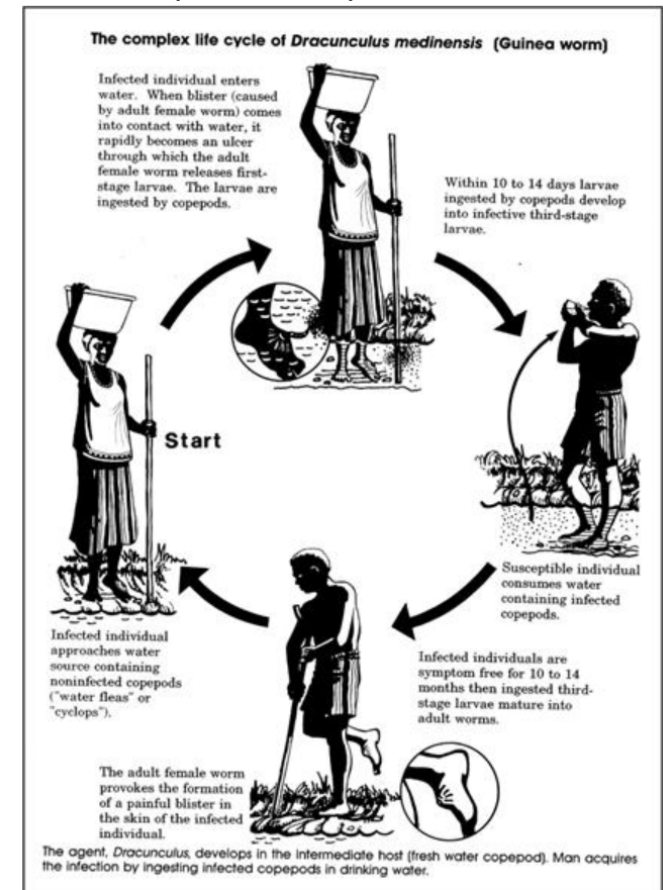 The complex life cycle of Dracunculus medinensis (Guinea worm)
Infected individual enters
water. When blister (caused
by adult female worm) comes
into contact with water, it
rapidly becomes an ulcer
through which the adult
female worm releases first-
stage larvae. The larvae are
ingested by copepods.
Within 10 to 14 days larvae
ingested by copepods develop
into infective third-stage
larvae.
Start
Susceptible individual
consumes water
containing infected
copepods.
Infected individual
approaches water
source containing
noninfected copepods
("water fleas" or
"cyclops").
Infected individuals are
symptom free for 10 to 14
months then ingested third-
stage larvae mature into
adult worms.
The adult female worm
provokes the formation
of a painful blister in
the skin of the infected
individual.
The agent, Dracunculus, develops in the intermediate host (fresh water copepod). Man acquires
the infection by ingesting infected copepods in drinking water.